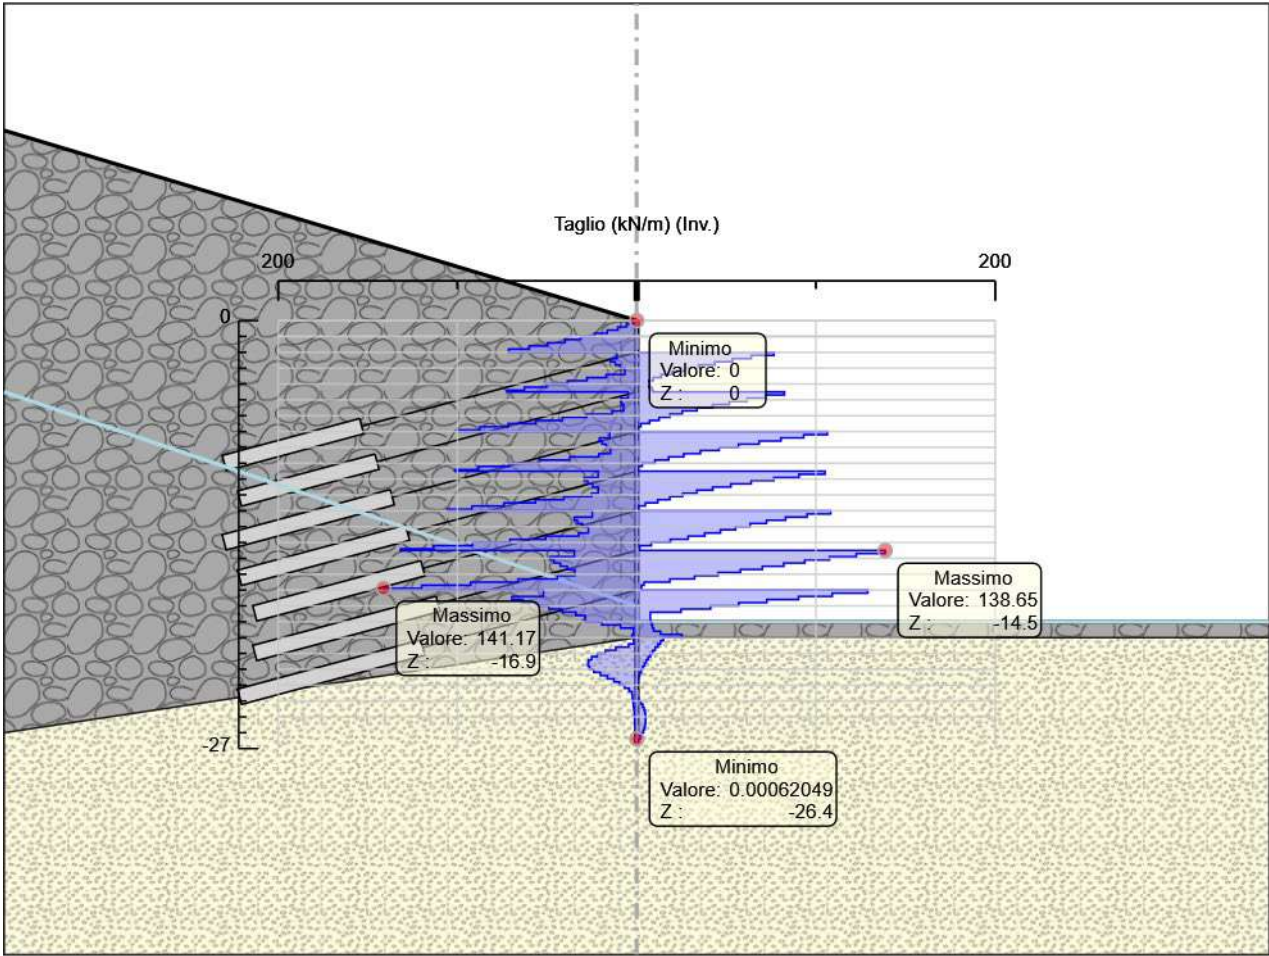 Taglio (kN/m) (Inv.)
200
200
0
Minimo
Valore: 0
Z : 0
Massimo
Valore: 138.65
Z : -14.5
Massimo
Valore: 141.17
Z : -16.9
-27
Minimo
Valore: 0.00062049
Z : -26.4